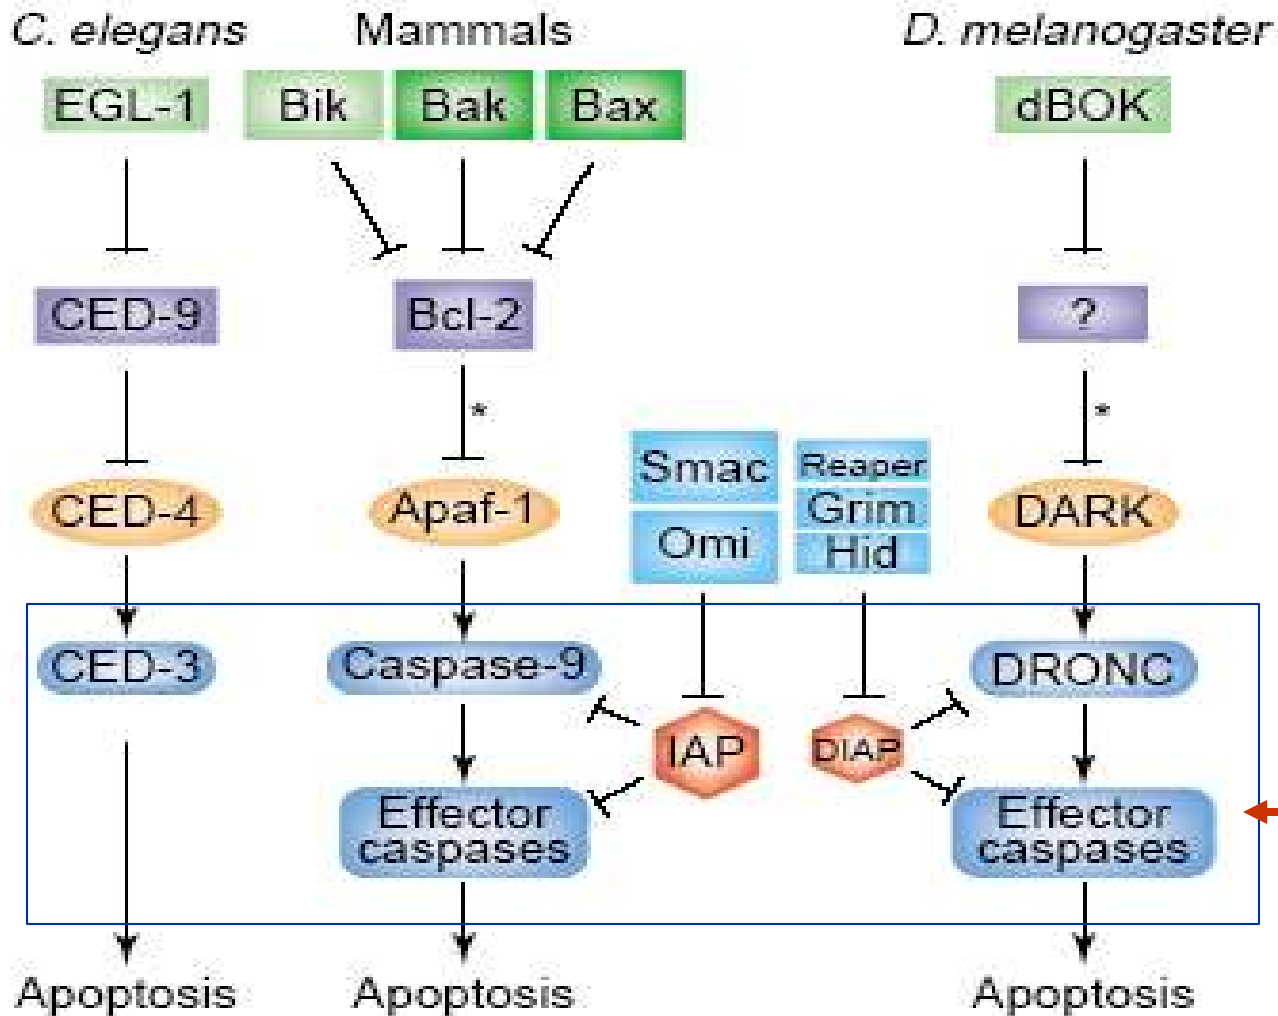 C. elegans Mammals D. melanogaster
EGL-1 Bik Bak Bax dBOK
CED-9 Bcl-2 ?
* *
Smac Reaper
CED-4 Apaf-1 Grim DARK
Omi Hid
CED-3 Caspase-9 DRONC
IAP DIAP
Effector Effector
caspases caspases
Apoptosis Apoptosis Apoptosis